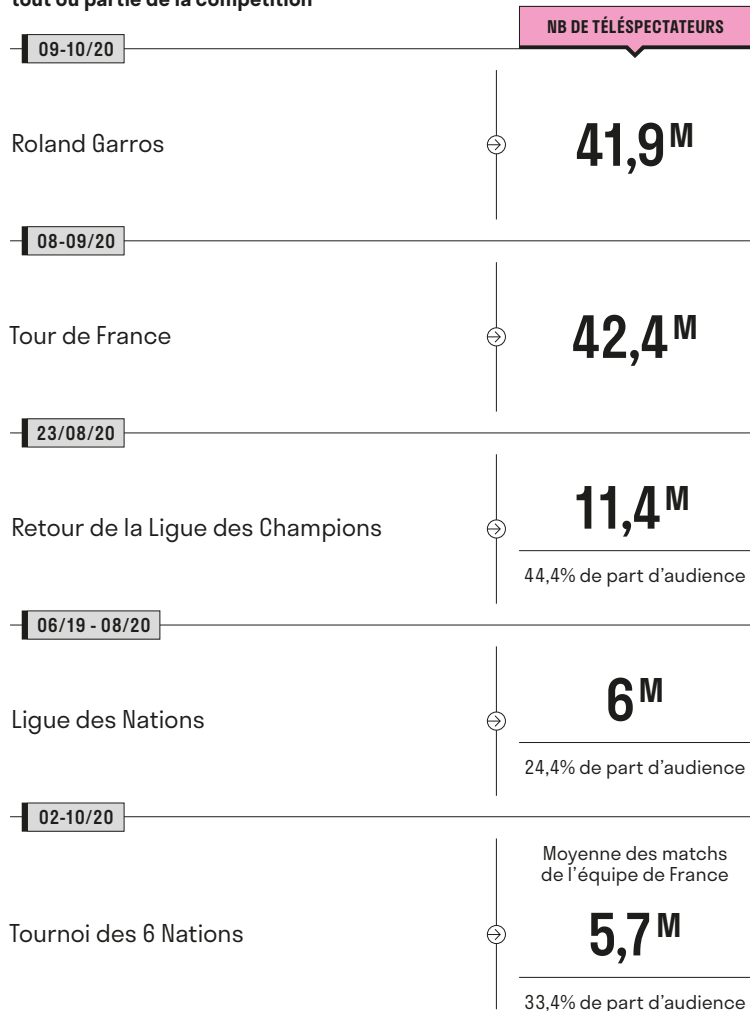 tout ou partie de la compétition
NB DE TÉLÉSPECTATEURS
09-10/20
Roland Garros
41,9M
08-09/20
Tour de France
42,4M
23/08/20
Retour de la Ligue des Champions
11,4M
44,4% de part d’audience
06/19 - 08/20
Ligue des Nations
6M
24,4% de part d’audience
02-10/20
Moyenne des matchs
de l’équipe de France
Tournoi des 6 Nations
5,7M
33,4% de part d’audience